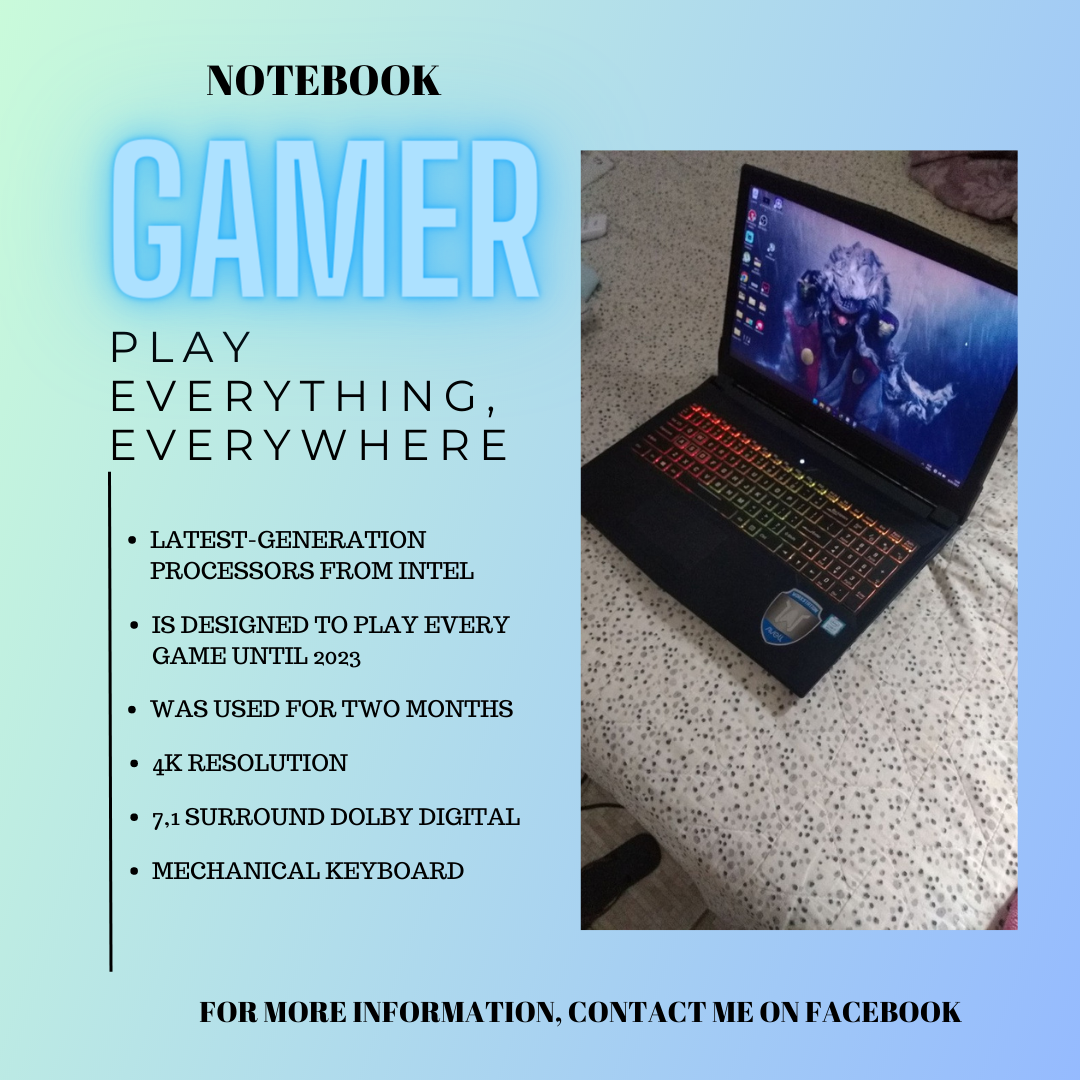 NOTEBOOK
GAMER
PLAY
EVERYTHING,
EVERYWHERE
• LATEST-GENERATION
PROCESSORS FROM INTEL
• IS DESIGNED TO PLAY EVERY
GAME UNTIL 2023
• WAS USED FOR TWO MONTHS
• 4K RESOLUTION
• 7,1 SURROUND DOLBY DIGITAL
• MECHANICAL KEYBOARD
FOR MORE INFORMATION, CONTACT ME ON FACEBOOK